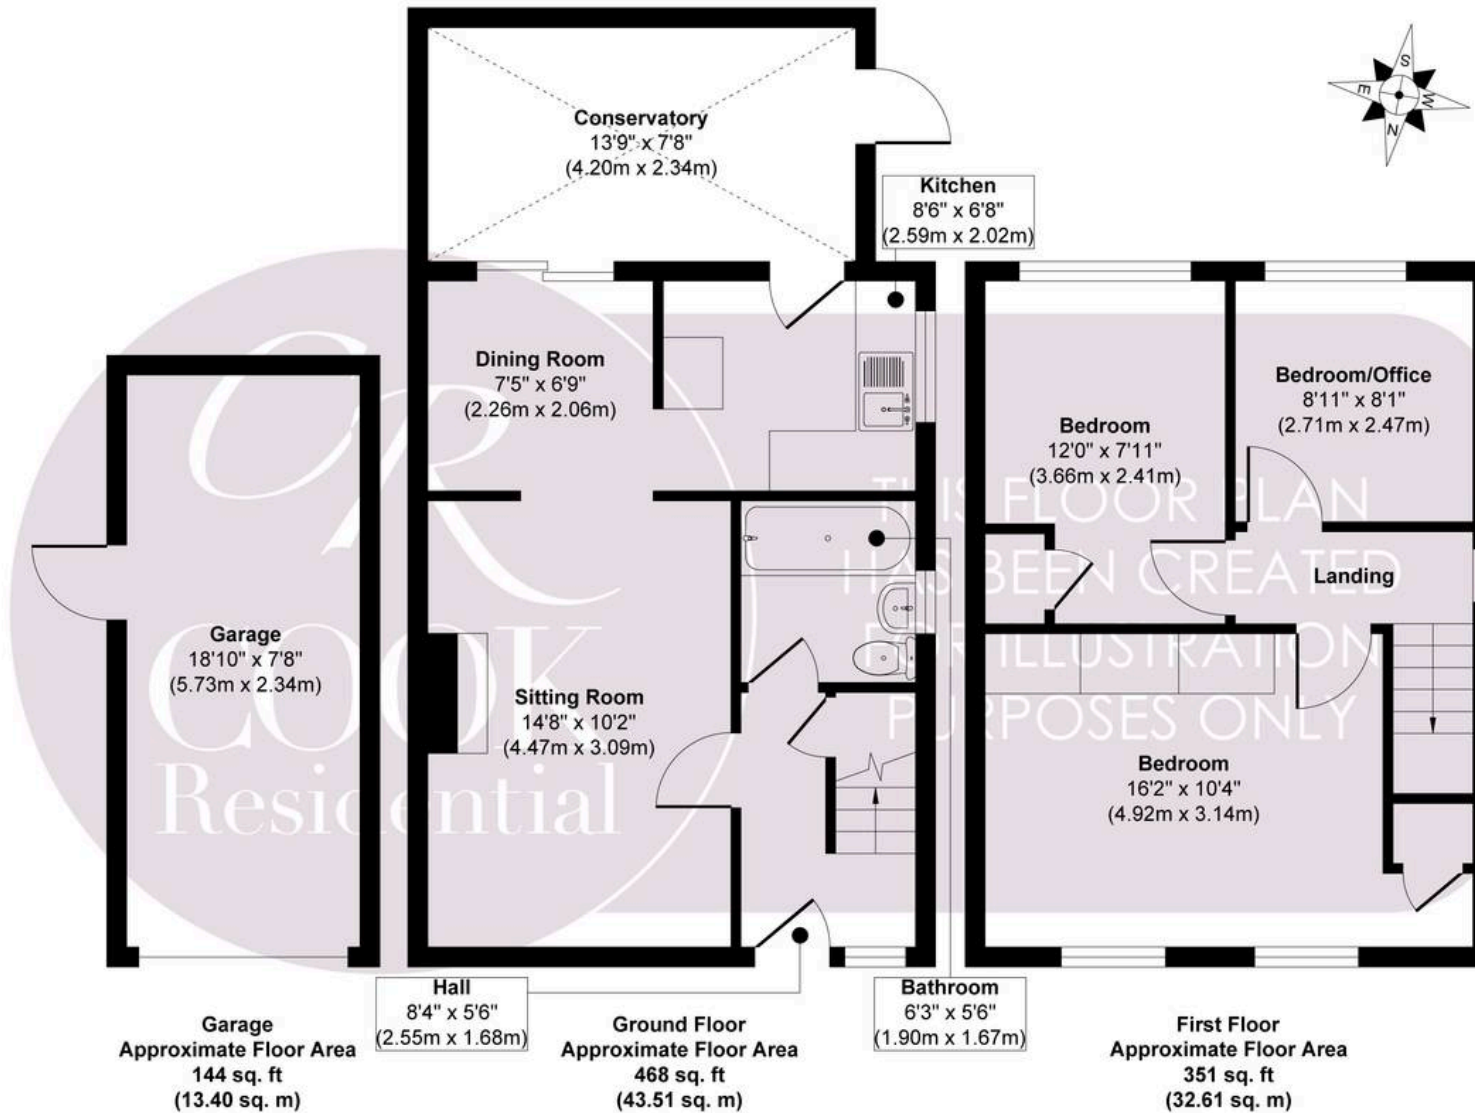 Conservatory
13'9" x 7'8"
(4.20m x 2.34m)
S
E
W
N
Kitchen
8'6" x 6'8"
(2.59m x 2.02m)
Dining Room
7'5" x 6'9"
(2.26m x 2.06m)
Bedroom
12'0" x 7'11"
(3.66m x 2.41m)
Bedroom/Office
8'11" x 8'1"
(2.71m x 2.47m)
Landing
Garage
18'10" x 7'8"
(5.73m x 2.34m)
Sitting Room
14'8" x 10'2"
(4.47m x 3.09m)
Bedroom
16'2" x 10'4"
(4.92m x 3.14m)
CR
COOK
Residential
THIS FLOOR PLAN
HAS BEEN CREATED
FOR ILLUSTRATION
PURPOSES ONLY
Hall
8'4" x 5'6"
(2.55m x 1.68m)
Bathroom
6'3" x 5'6"
(1.90m x 1.67m)
Garage
Approximate Floor Area
144 sq. ft
(13.40 sq. m)
Ground Floor
Approximate Floor Area
468 sq. ft
(43.51 sq. m)
First Floor
Approximate Floor Area
351 sq. ft
(32.61 sq. m)